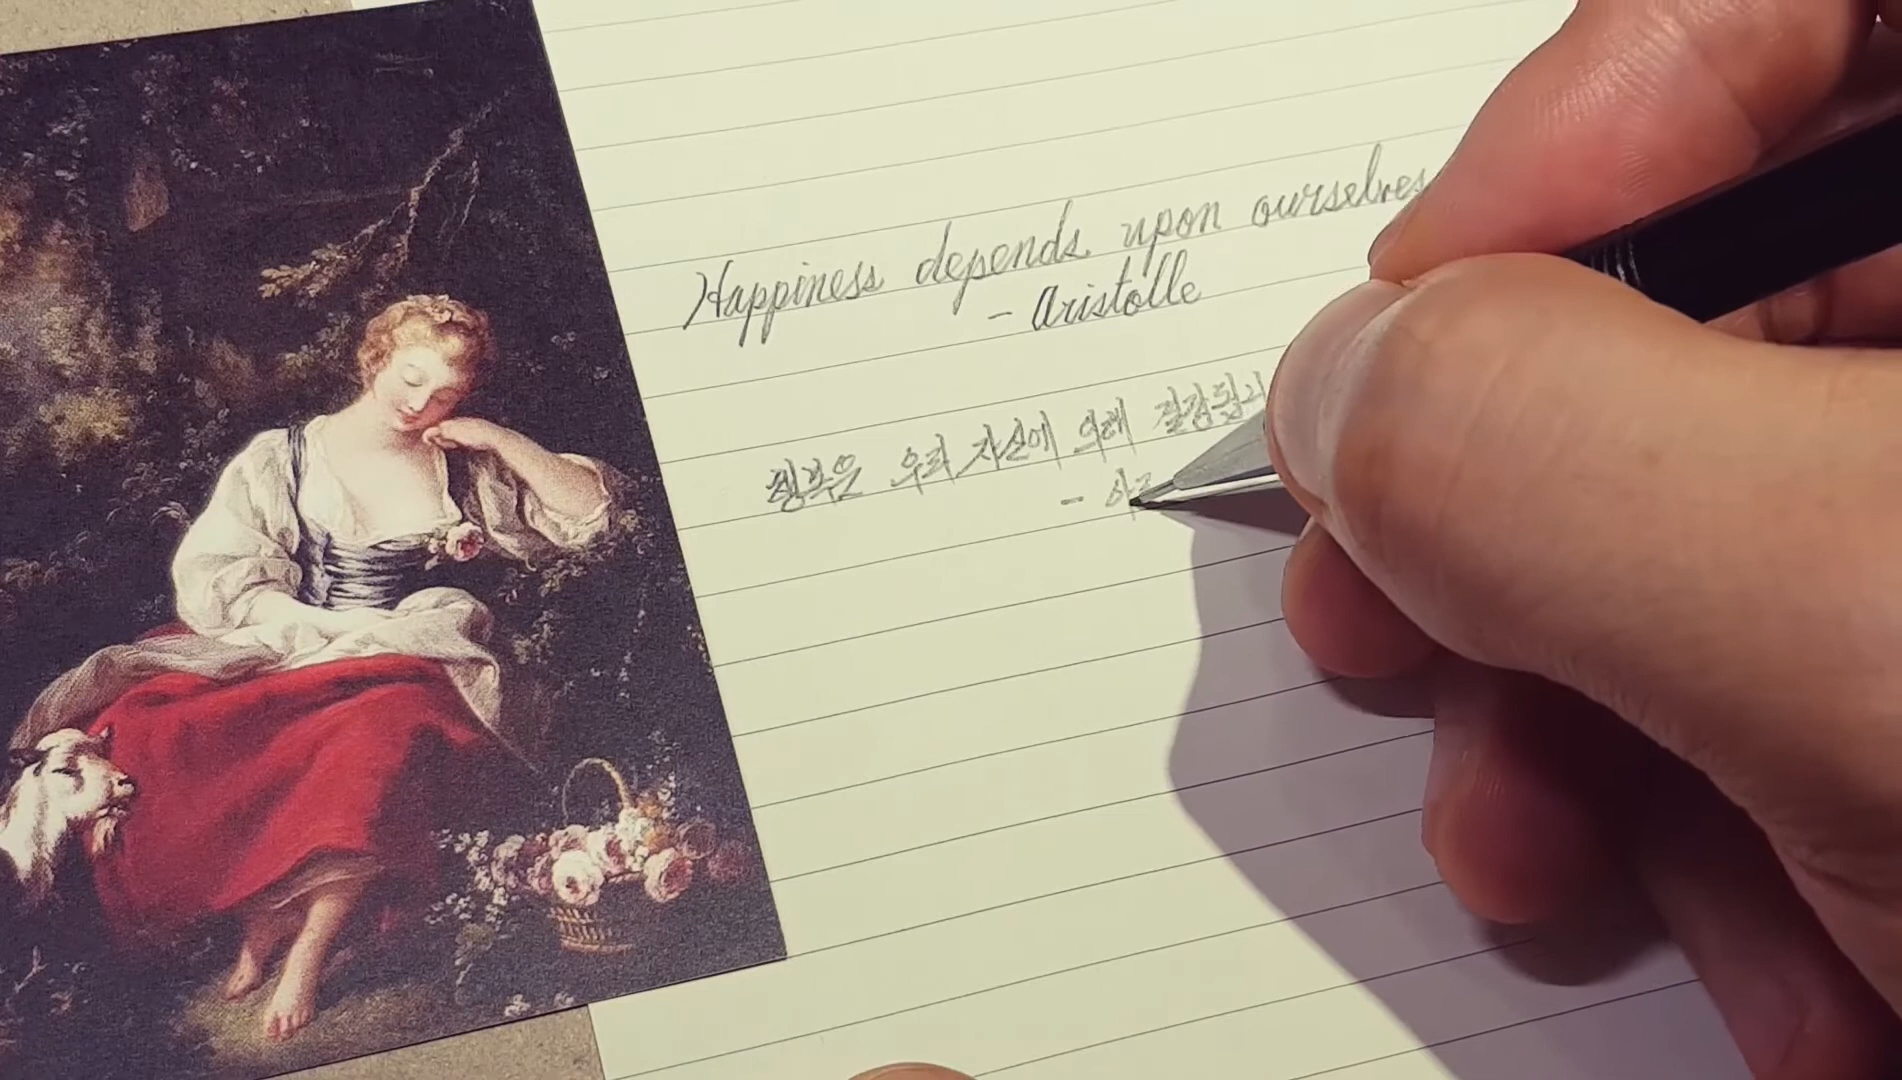 Happiness depends upon ourselves
- Aristotle
행복은 우리 자신에 의해 결정된다
- 아